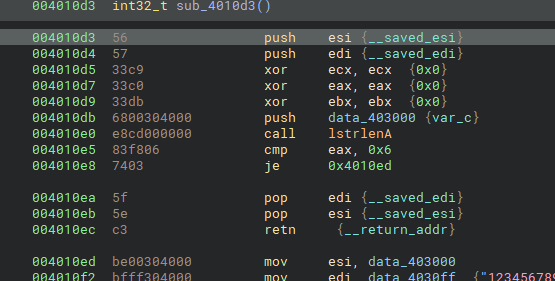 004010d3 int32_t sub_4010d3()
004010d3 56 push esi {__saved_esi}
004010d4 57 push edi {__saved_edi}
004010d5 33c9 xor ecx, ecx {0x0}
004010d7 33c0 xor eax, eax {0x0}
004010d9 33db xor ebx, ebx {0x0}
004010db 6800304000 push data_403000 {var_c}
004010e0 e8cd000000 call lstrlenA
004010e5 83f806 cmp eax, 0x6
004010e8 7403 je 0x4010ed
004010ea 5f pop edi {__saved_edi}
004010eb 5e pop esi {__saved_esi}
004010ec c3 retn {__return_addr}
004010ed be00304000 mov esi, data_403000
004010f2 bfff304000 mov edi, data_4030ff {"123456789